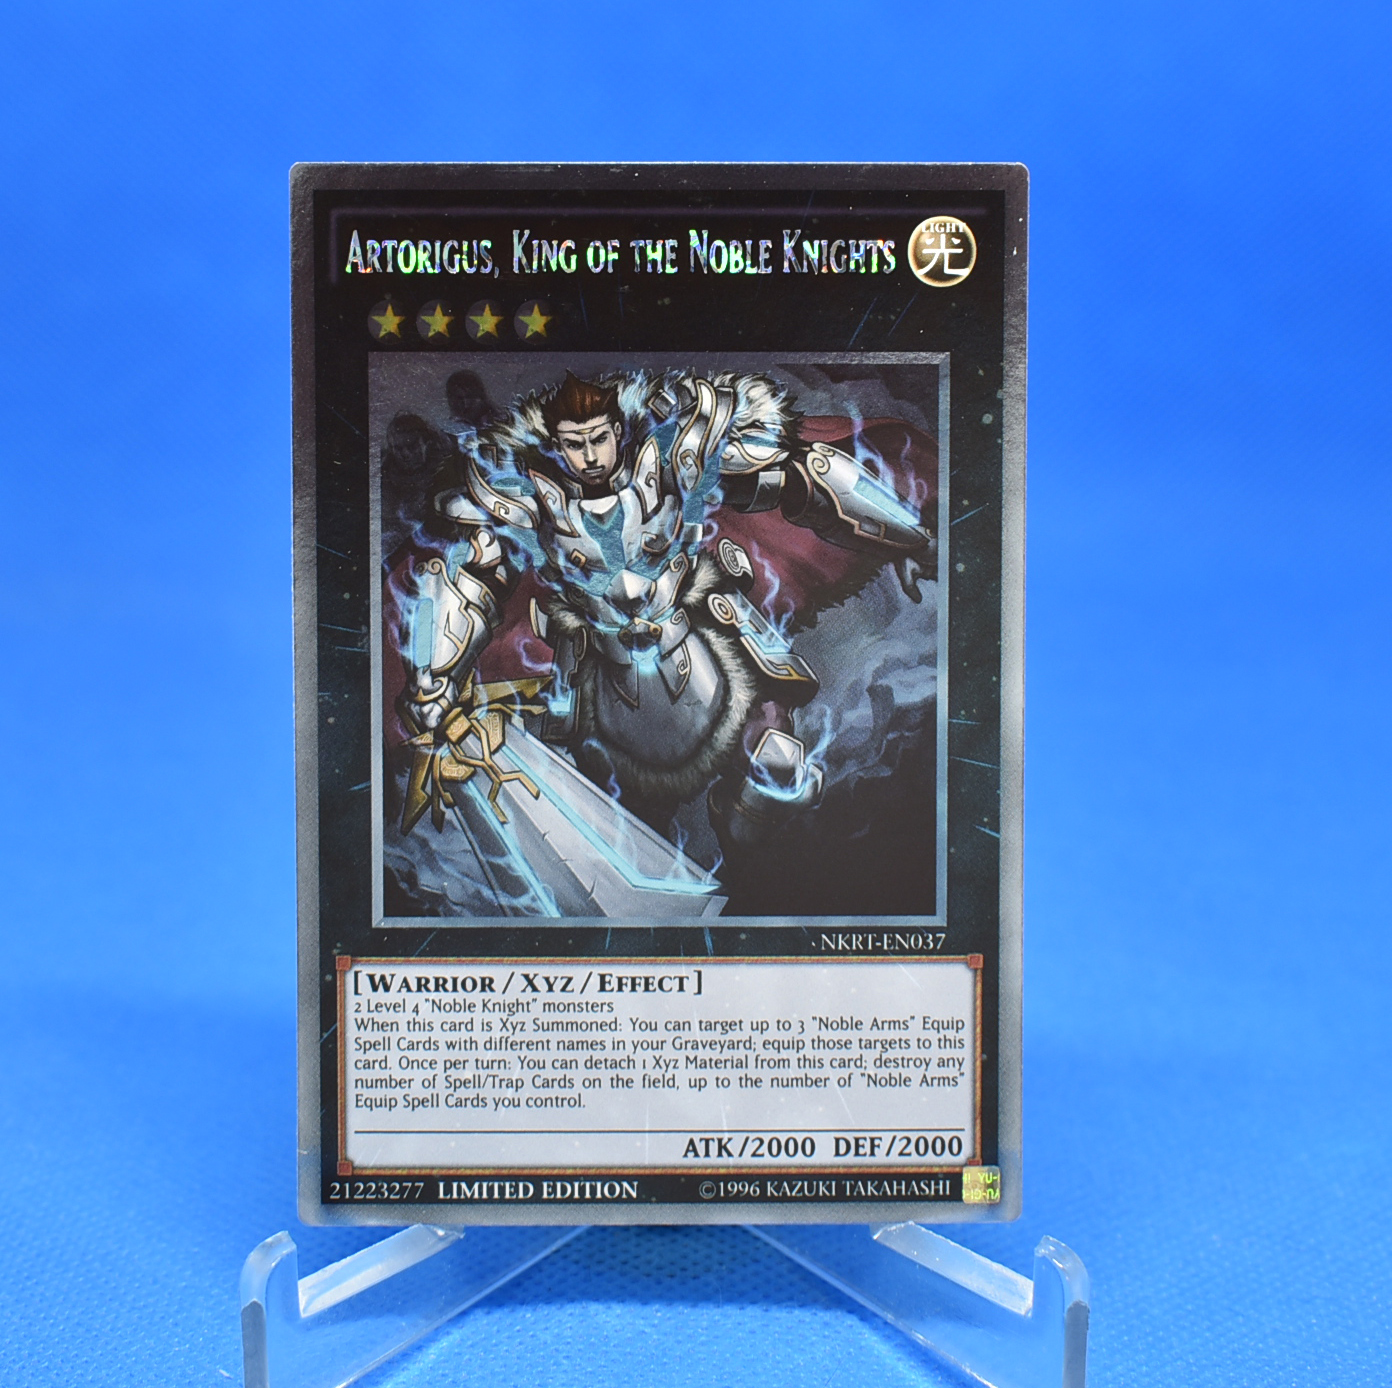 ARTORIGUS, KING OF THE NOBLE KNIGHTS
LIGHT
光
NKRT-EN037
[WARRIOR/XYZ/EFFECT]
2 Level 4 "Noble Knight" monsters
When this card is Xyz Summoned: You can target up to 3 "Noble Arms" Equip
Spell Cards with different names in your Graveyard; equip those targets to this
card. Once per turn: You can detach 1 Xyz Material from this card; destroy any
number of Spell/Trap Cards on the field, up to the number of "Noble Arms"
Equip Spell Cards you control.
ATK/2000 DEF/2000
21223277 LIMITED EDITION ©1996 KAZUKI TAKAHASHI